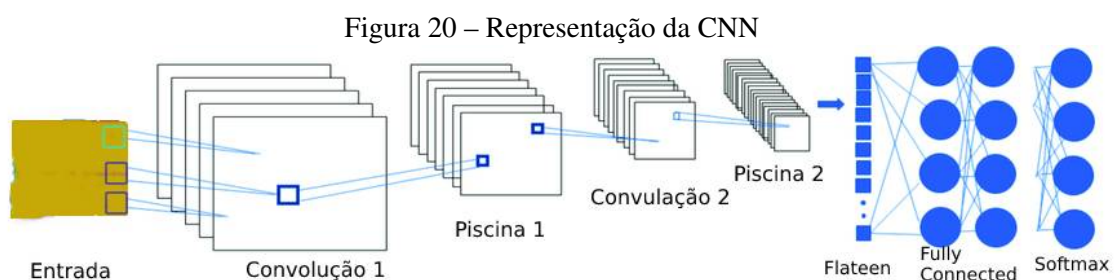 Figura 20 – Representação da CNN
Entrada
Convolução 1
Piscina 1
Convulação 2
Piscina 2
Flateen
Fully
Connected
Softmax